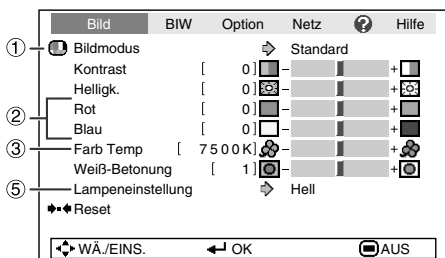 Bild BIW Option Netz ? Hilfe
① Bildmodus Standard
Kontrast [ 0] - +
Helligk. [ 0] - +
② Rot [ 0] - +
Blau [ 0] - +
③ Farb Temp [ 7500K] - +
Weiß-Betonung [ 1] - +
⑤ Lampeneinstellung Hell
Reset
WÄ./EINS. OK AUS